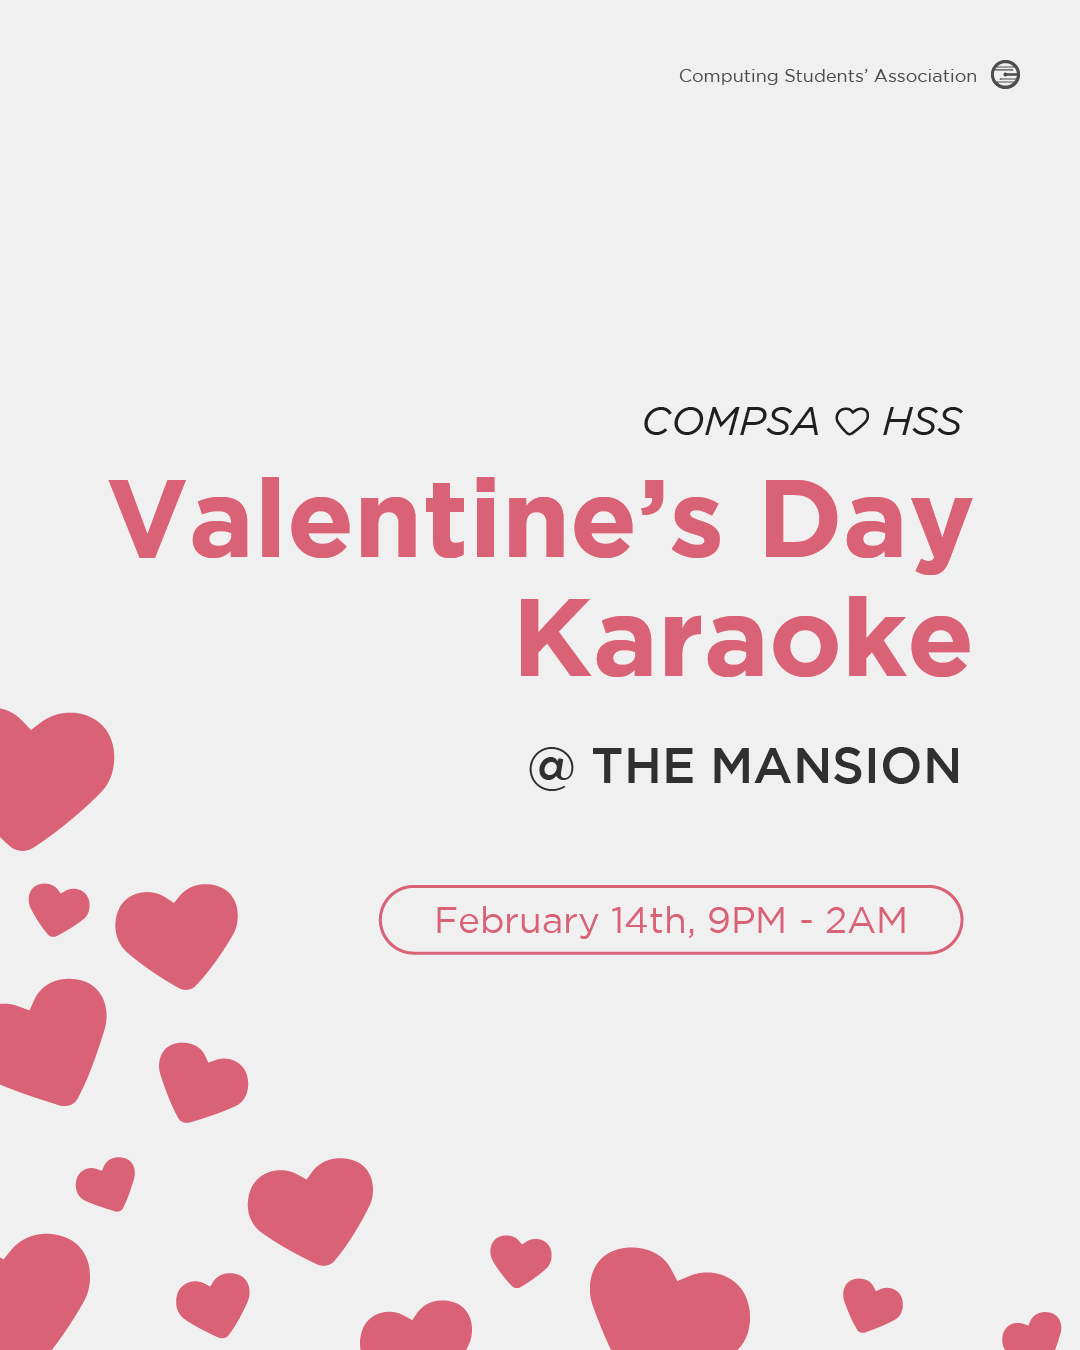 Computing Students’ Association
COMPSA ♡ HSS
Valentine’s Day
Karaoke
@ THE MANSION
February 14th, 9PM - 2AM